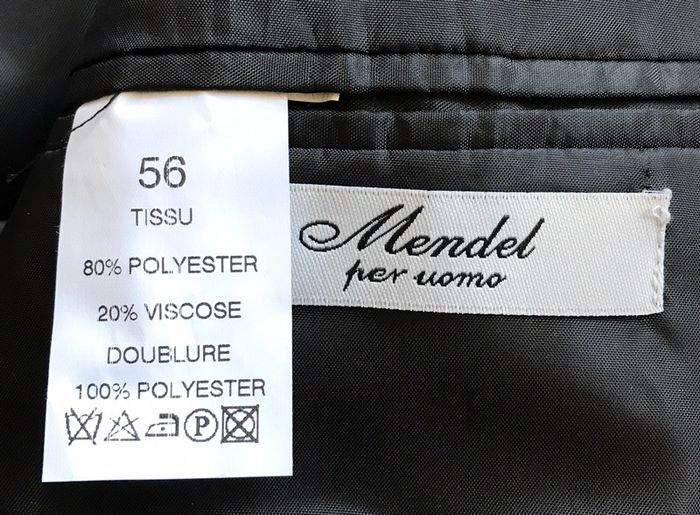 56
TISSU
80% POLYESTER
20% VISCOSE
DOUBLURE
100% POLYESTER
P
Mendel
per uomo